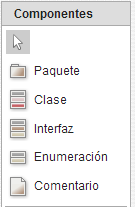 Componentes
Paquete
Clase
Interfaz
Enumeración
Comentario